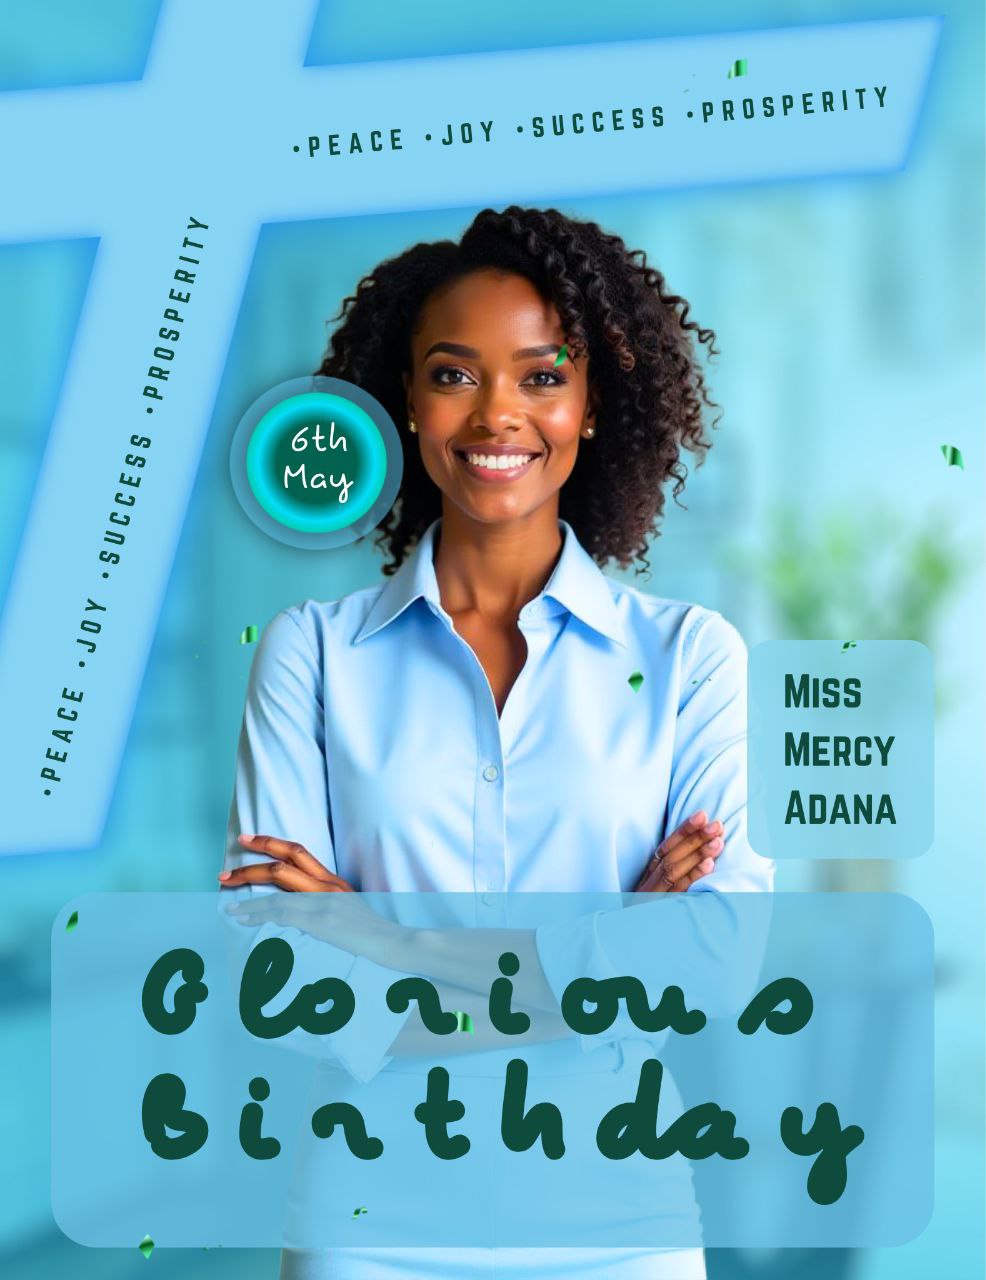 •PEACE •JOY •SUCCESS •PROSPERITY
•PEACE •JOY •SUCCESS •PROSPERITY
6th
May
MISS
MERCY
ADANA
Glorious
Birthday